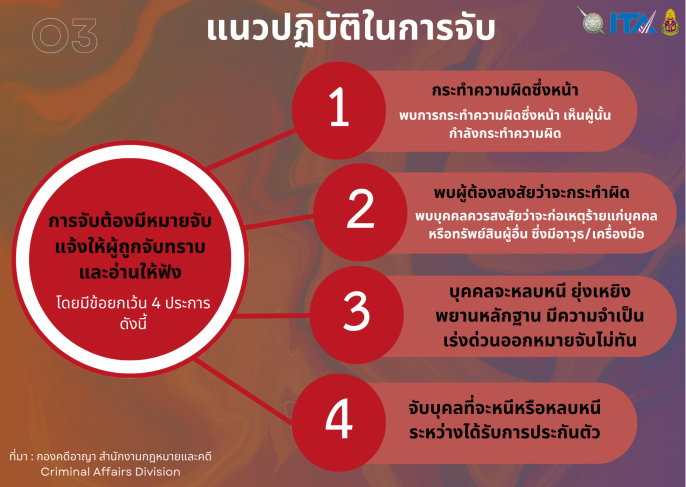 03
แนวปฏิบัติในการจับ
ITA
การจับต้องมีหมายจับ
แจ้งให้ผู้ถูกจับทราบ
และอ่านให้ฟัง
โดยมีข้อยกเว้น 4 ประการ
ดังนี้
1
กระทำความผิดซึ่งหน้า
พบการกระทำความผิดซึ่งหน้า เห็นผู้นั้น
กำลังกระทำความผิด
2
พบผู้ต้องสงสัยว่าจะกระทำผิด
พบบุคคลควรสงสัยว่าจะก่อเหตุร้ายแก่บุคคล
หรือทรัพย์สินผู้อื่น ซึ่งมีอาวุธ/เครื่องมือ
3
บุคคลจะหลบหนี ยุ่งเหยิง
พยานหลักฐาน มีความจำเป็น
เร่งด่วนออกหมายจับไม่ทัน
4
จับบุคลที่จะหนีหรือหลบหนี
ระหว่างได้รับการประกันตัว
ที่มา : กองคดีอาญา สำนักงานกฎหมายและคดี
Criminal Affairs Division